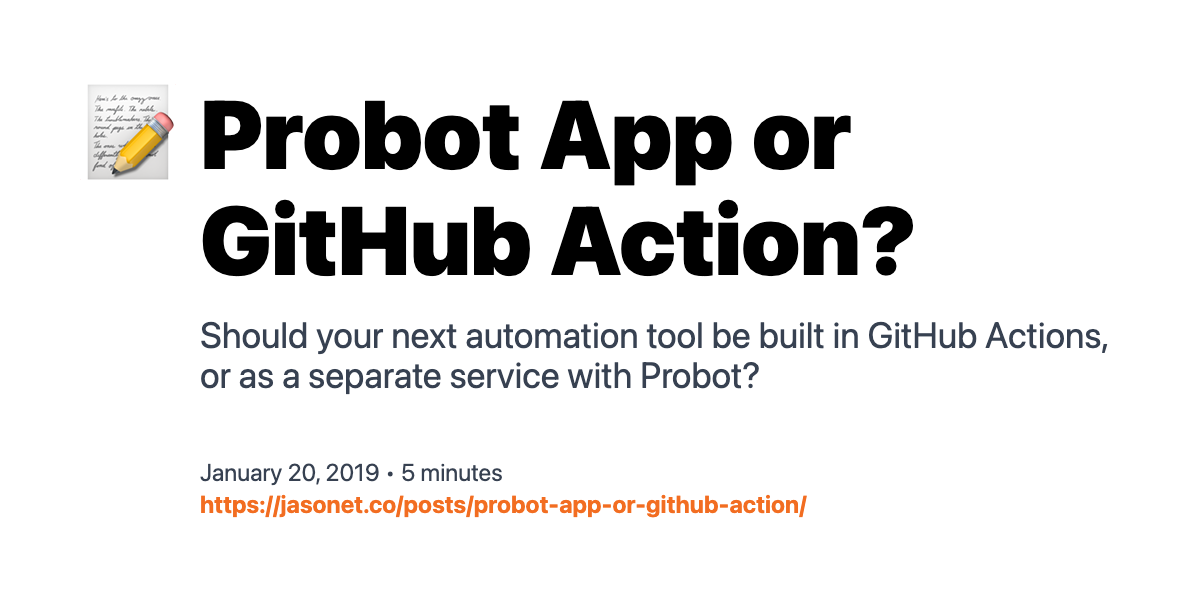 Probot App or
GitHub Action?
Should your next automation tool be built in GitHub Actions,
or as a separate service with Probot?
January 20, 2019 • 5 minutes
https://jasonet.co/posts/probot-app-or-github-action/